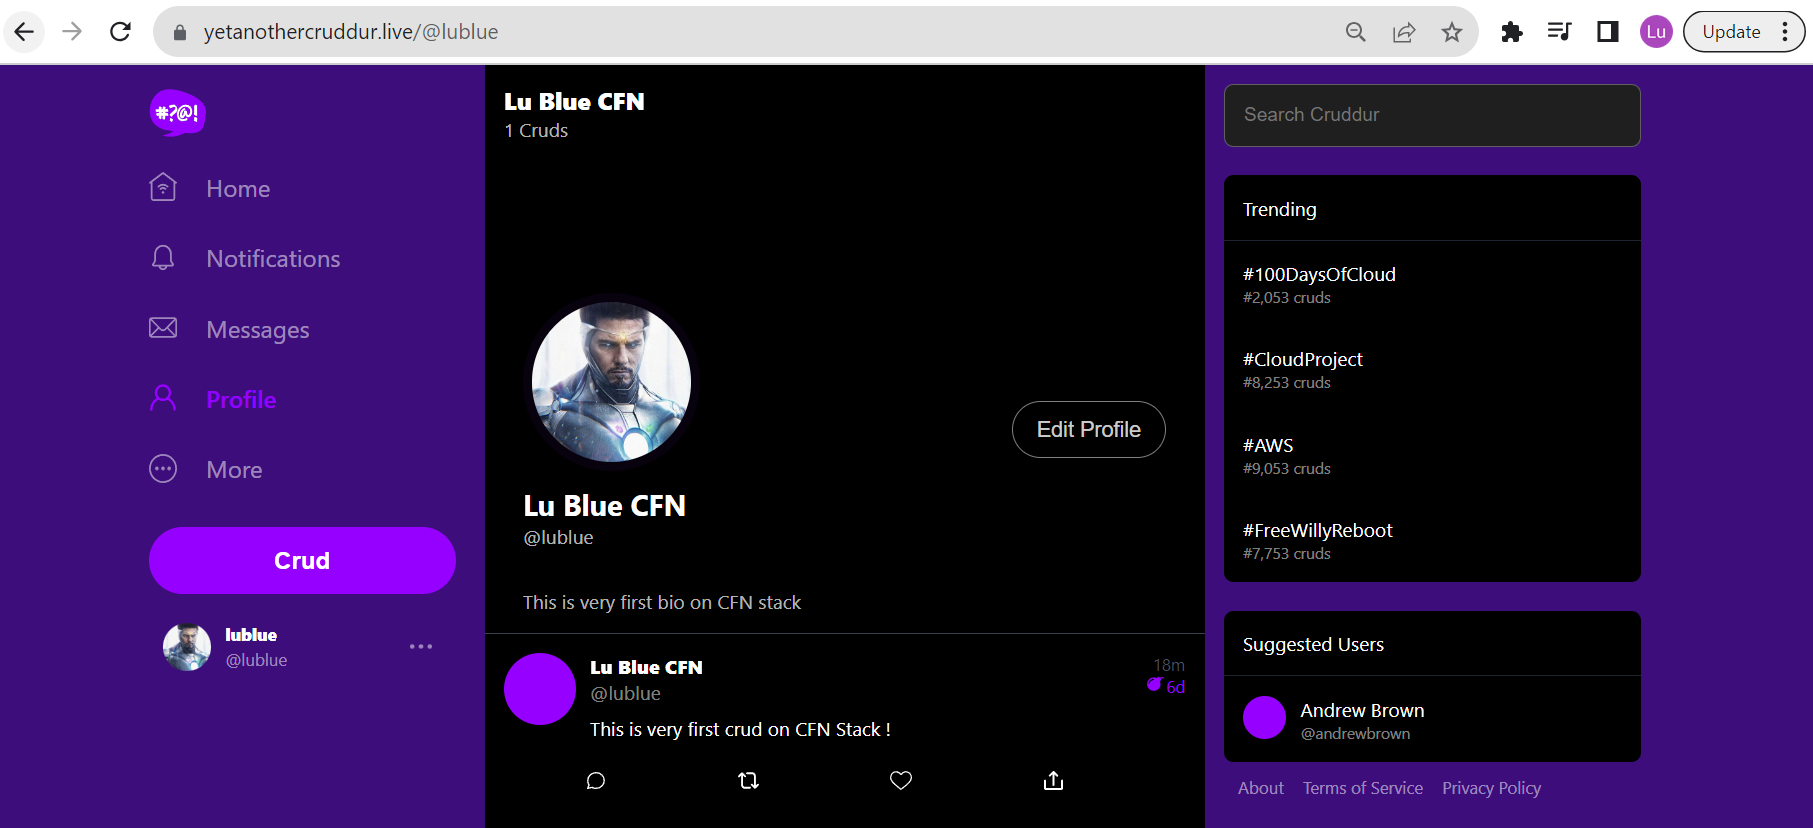 yetanothercruddur.live/@lublue
Lu
Update
#?@!
Home
Notifications
Messages
Profile
More
Crud
lublue
@lublue
Lu Blue CFN
1 Cruds
Edit Profile
Lu Blue CFN
@lublue
This is very first bio on CFN stack
Lu Blue CFN
@lublue
18m
6d
This is very first crud on CFN Stack !
Search Cruddur
Trending
#100DaysOfCloud
#2,053 cruds
#CloudProject
#8,253 cruds
#AWS
#9,053 cruds
#FreeWillyReboot
#7,753 cruds
Suggested Users
Andrew Brown
@andrewbrown
About Terms of Service Privacy Policy